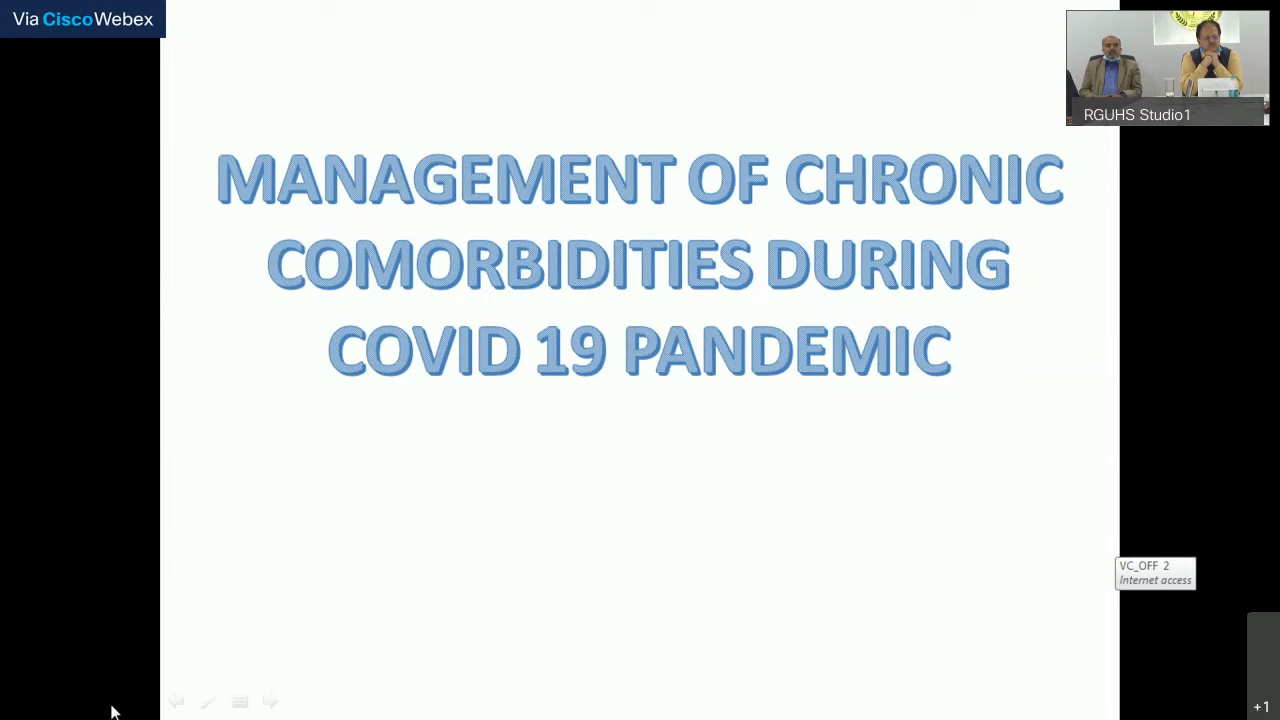 Via CiscoWebex
RGUHS Studio1
MANAGEMENT OF CHRONIC
COMORBIDITIES DURING
COVID 19 PANDEMIC
VC_OFF 2
Internet access
+1